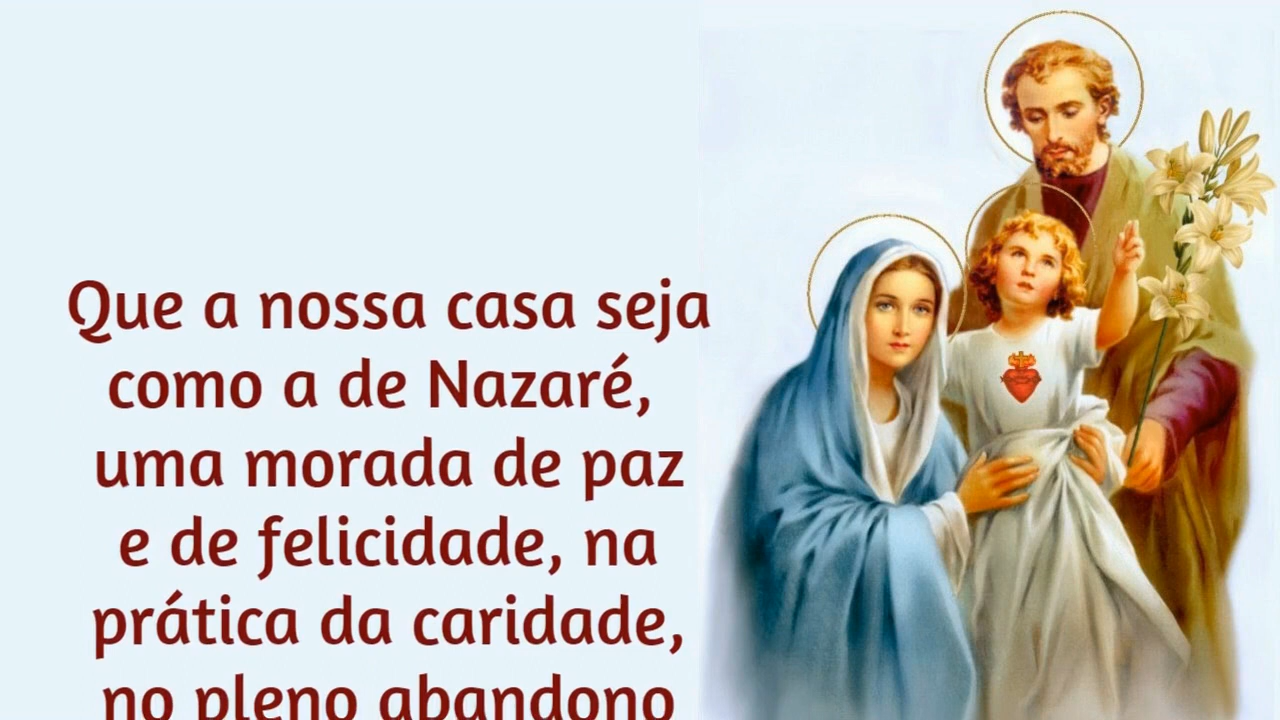 Que a nossa casa seja
como a de Nazaré,
uma morada de paz
e de felicidade, na
prática da caridade,
no pleno abandono